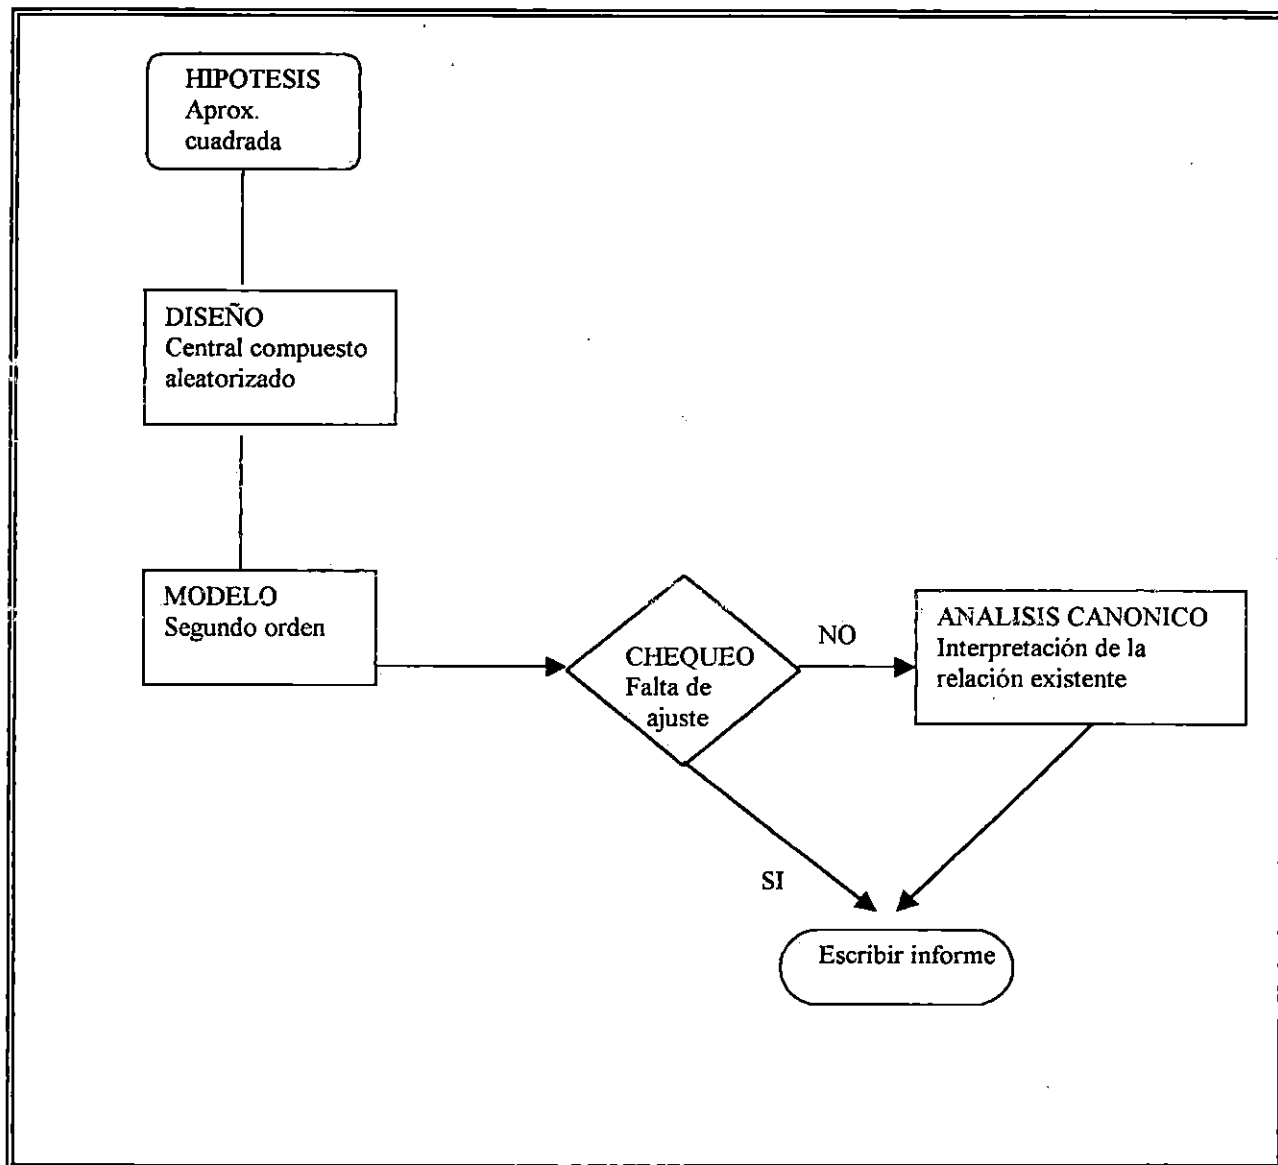 HIPOTESIS
Aprox.
cuadrada
DISEÑO
Central compuesto
aleatorizado
MODELO
Segundo orden
CHEQUEO
Falta de
ajuste
NO
ANALISIS CANONICO
Interpretación de la
relación existente
SI
Escribir informe